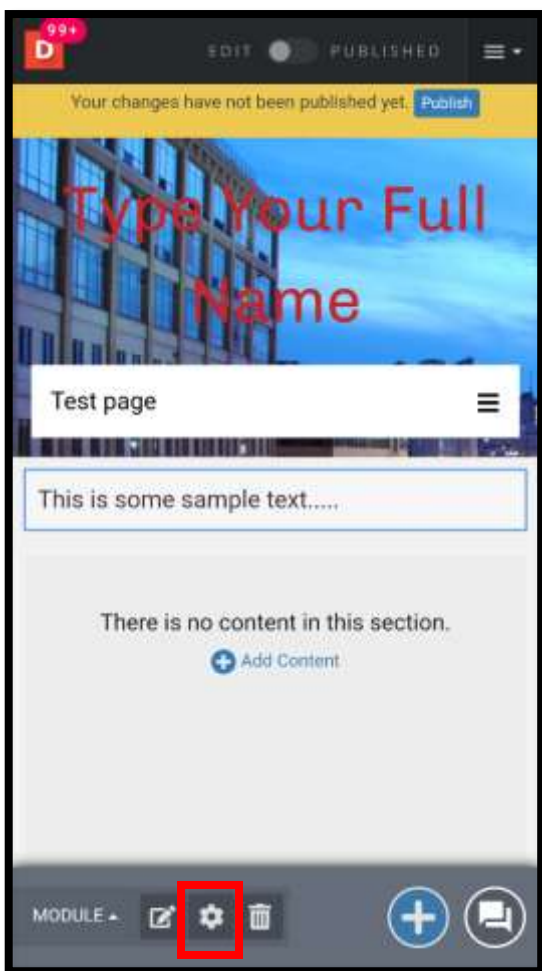 99+
D
EDIT PUBLISHED
Your changes have not been published yet. Publish
Type Your Full
Name
Test page
This is some sample text.....
There is no content in this section.
Add Content
MODULE